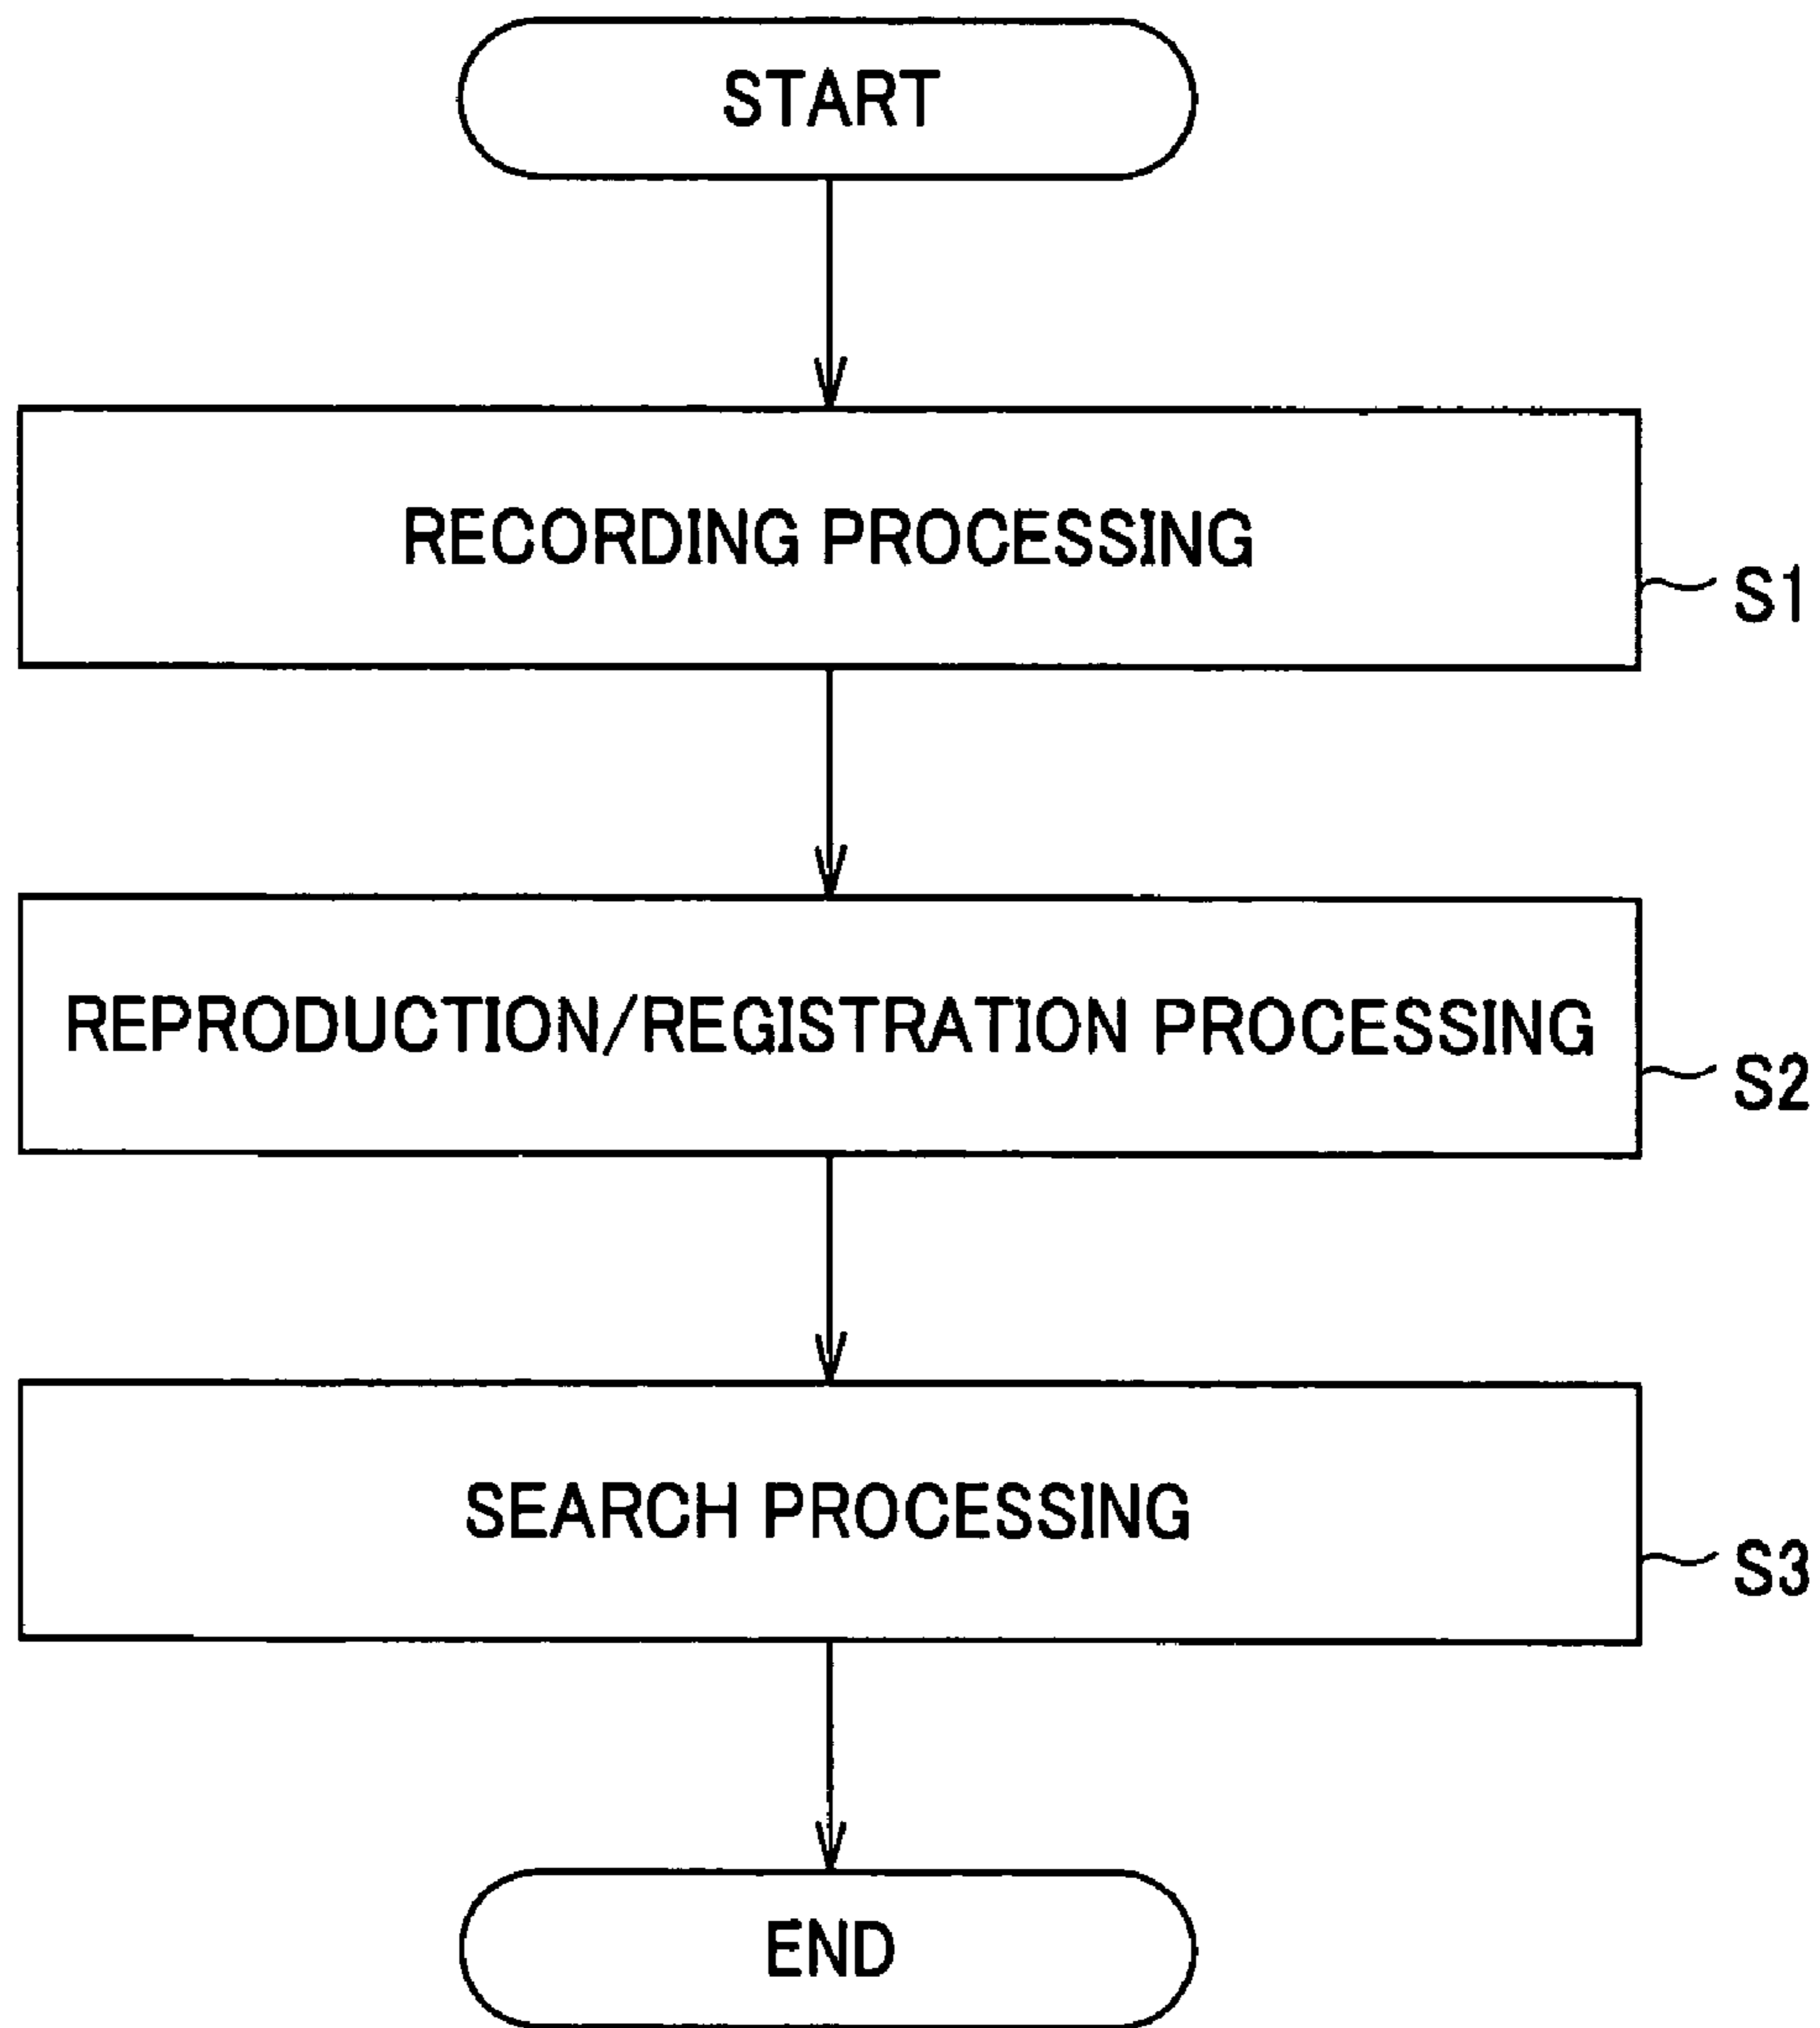 START
RECORDING PROCESSING
S1
REPRODUCTION/REGISTRATION PROCESSING
S2
SEARCH PROCESSING
S3
END